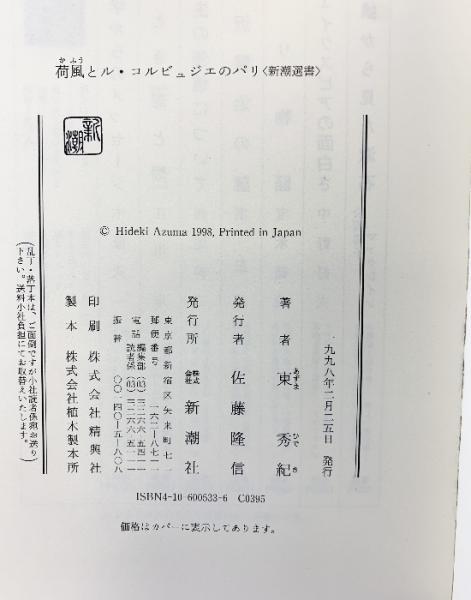 荷風とル・コルビュジエのパリ〈新潮選書〉
かふう
新潮
© Hideki Azuma 1998, Printed in Japan
一九九八年二月二五日 発行
著者 東 秀紀
あずま ひでき
発行者 佐藤隆信
発行所 株式会社 新潮社
東京都新宿区矢来町七一
郵便番号 一六二―八七一一
電話 編集部(03)三二六六―五四一一
読者係(03)三二六六―五一一一
振替 〇〇一四〇―五―八〇八
印刷 株式会社精興社
製本 株式会社植木製本所
(乱丁・落丁本は、ご面倒ですが小社読者係宛お送り
下さい。送料小社負担にてお取替えいたします。)
ISBN4-10-600533-6 C0395
価格はカバーに表示してあります。